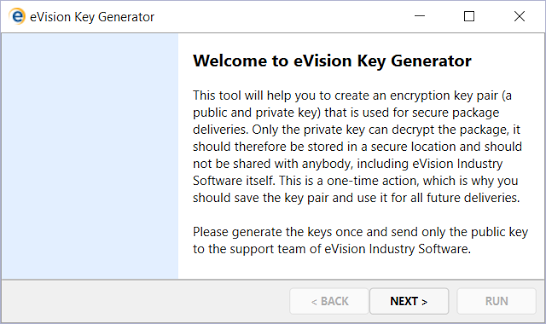 eVision Key Generator
Welcome to eVision Key Generator
This tool will help you to create an encryption key pair (a
public and private key) that is used for secure package
deliveries. Only the private key can decrypt the package, it
should therefore be stored in a secure location and should
not be shared with anybody, including eVision Industry
Software itself. This is a one-time action, which is why you
should save the key pair and use it for all future deliveries.
Please generate the keys once and send only the public key
to the support team of eVision Industry Software.
< BACK NEXT > RUN